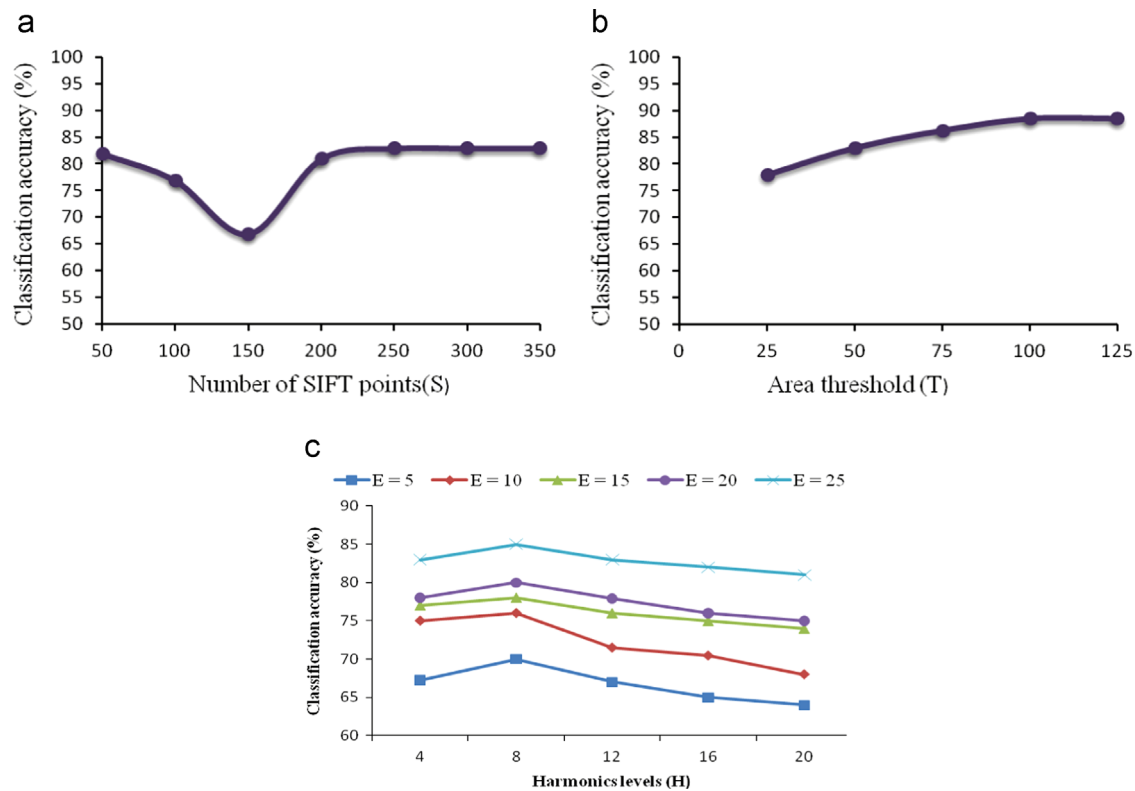 a
Classification accuracy (%)
100
95
90
85
80
75
70
65
60
55
50
50 100 150 200 250 300 350
Number of SIFT points(S)
b
Classification accuracy (%)
100
95
90
85
80
75
70
65
60
55
50
0 25 50 75 100 125
Area threshold (T)
c
E = 5 E = 10 E = 15 E = 20 E = 25
Classification accuracy (%)
90
85
80
75
70
65
60
4 8 12 16 20
Harmonics levels (H)